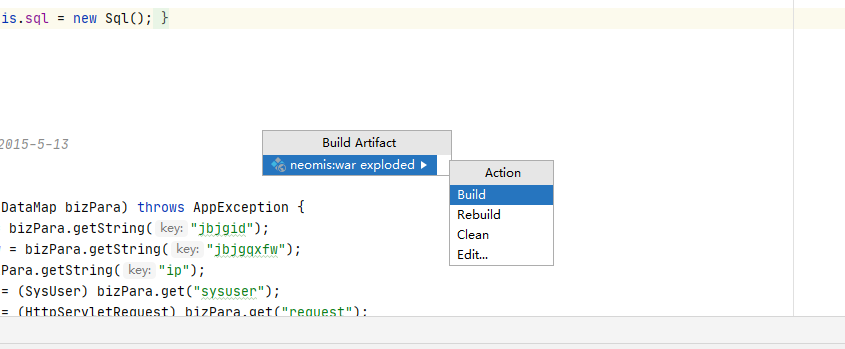 is.sql = new Sql(); }
2015-5-13
Build Artifact
neomis:war exploded
Action
Build
Rebuild
Clean
Edit...
DataMap bizPara) throws AppException {
bizPara.getString( key: "jbjgid");
= bizPara.getString( key: "jbjgqxfw");
Para.getString( key: "ip");
= (SysUser) bizPara.get("sysuser");
= (HttpServletRequest) bizPara.get("request");